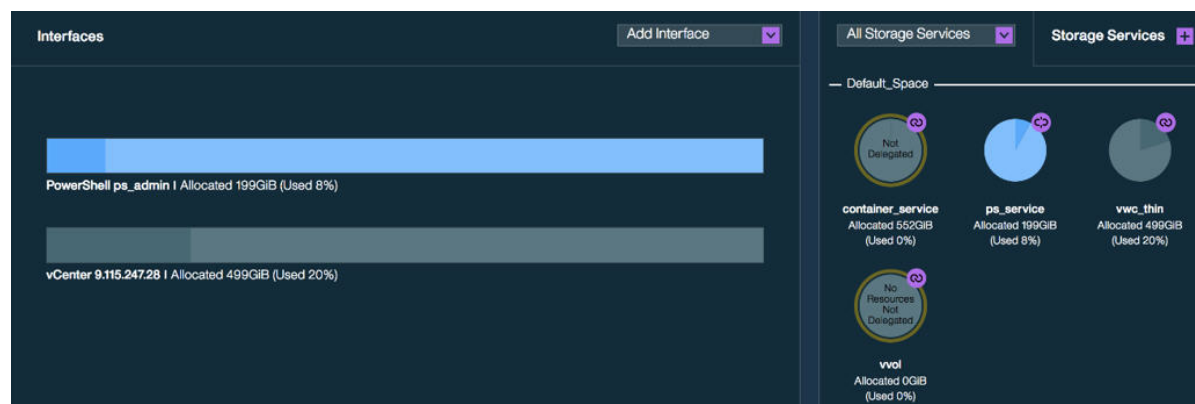 Interfaces
Add Interface
PowerShell ps_admin | Allocated 199GiB (Used 8%)
vCenter 9.115.247.28 | Allocated 499GiB (Used 20%)
All Storage Services
Storage Services
Default_Space
Not
Delegated
container_service
Allocated 552GiB
(Used 0%)
ps_service
Allocated 199GiB
(Used 8%)
vwc_thin
Allocated 499GiB
(Used 20%)
No
Resources
Not
Delegated
vvol
Allocated 0GiB
(Used 0%)